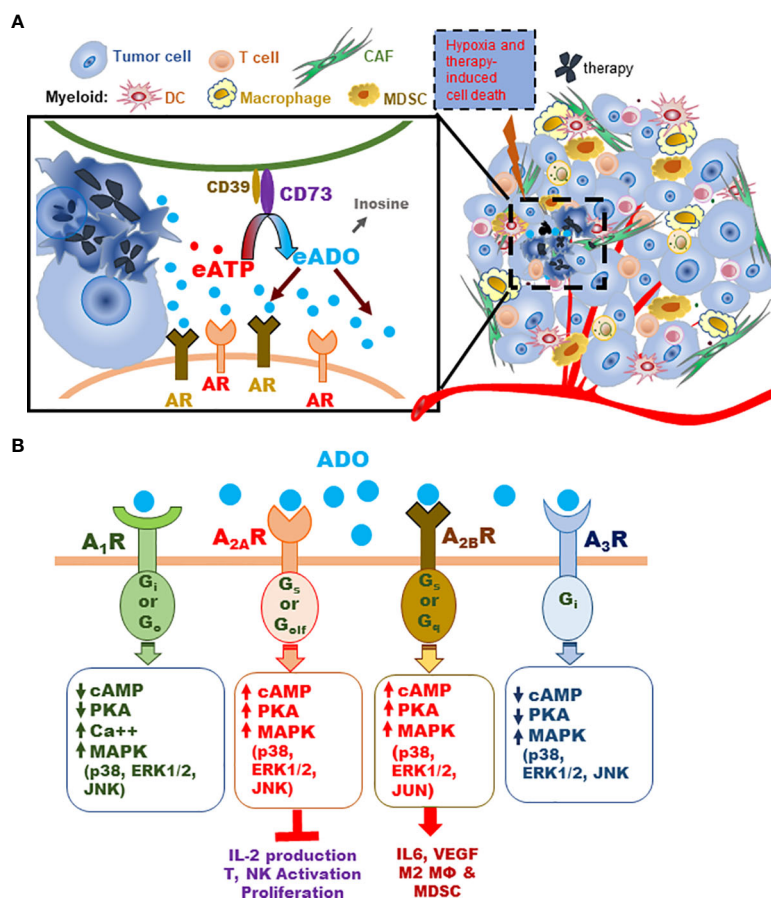 A
Tumor cell
T cell
CAF
Myeloid:
DC
Macrophage
MDSC
Hypoxia and
therapy-
induced
cell death
therapy
CD39
CD73
Inosine
eATP
eADO
AR
AR
AR
AR
B
ADO
A1R
A2AR
A2BR
A3R
Gi
or
Go
Gs
or
Golf
Gs
or
Gq
Gi
cAMP
PKA
Ca++
MAPK
(p38, ERK1/2,
JNK)
cAMP
PKA
MAPK
(p38,
ERK1/2,
JNK)
cAMP
PKA
MAPK
(p38,
ERK1/2,
JUN)
cAMP
PKA
MAPK
(p38,
ERK1/2, JNK
IL-2 production
T, NK Activation
Proliferation
IL6, VEGF
M2 MΦ &
MDSC